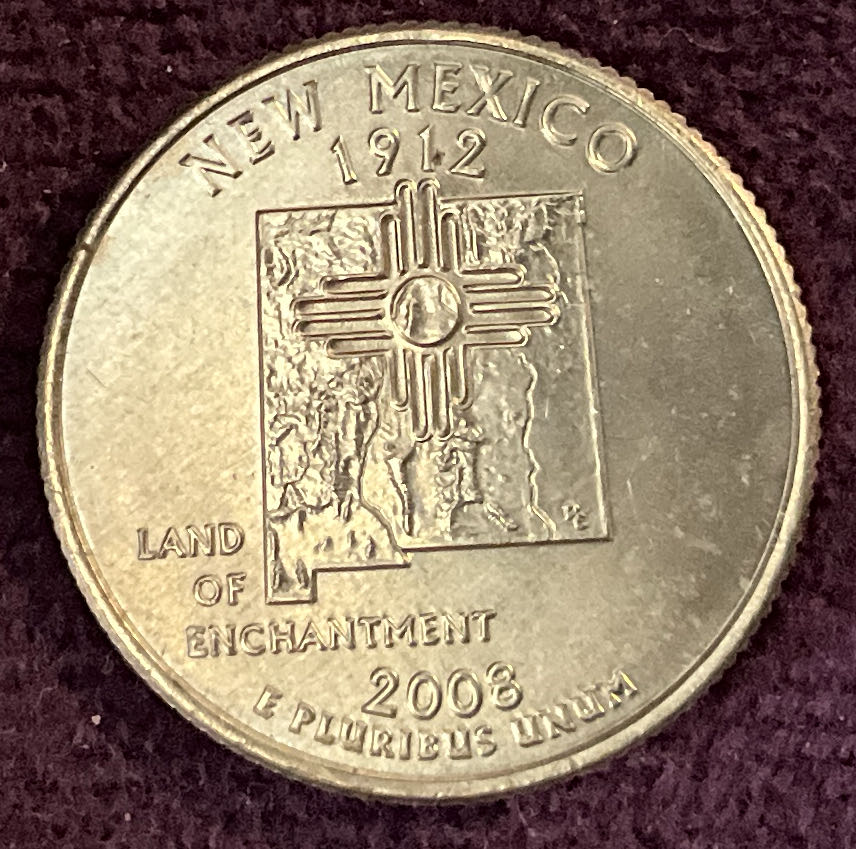 NEW MEXICO
1912
LAND
OF
ENCHANTMENT
2008
E PLURIBUS UNUM